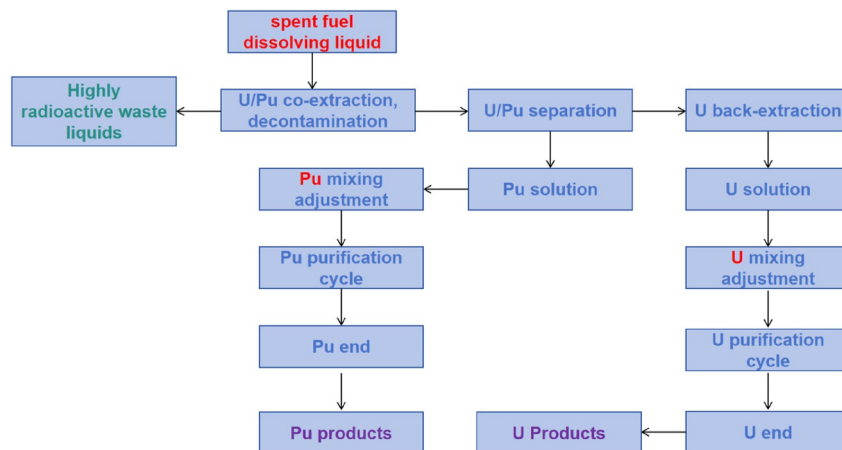 spent fuel
dissolving liquid
Highly
radioactive waste
liquids
U/Pu co-extraction,
decontamination
U/Pu separation
U back-extraction
Pu mixing
adjustment
Pu solution
U solution
Pu purification
cycle
U mixing
adjustment
Pu end
U purification
cycle
Pu products
U Products
U end